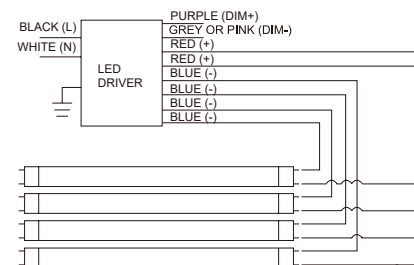 PURPLE (DIM+)
BLACK (L)
GREY OR PINK (DIM-)
WHITE (N)
RED (+)
RED (+)
LED
DRIVER
BLUE (-)
BLUE (-)
BLUE (-)
BLUE (-)